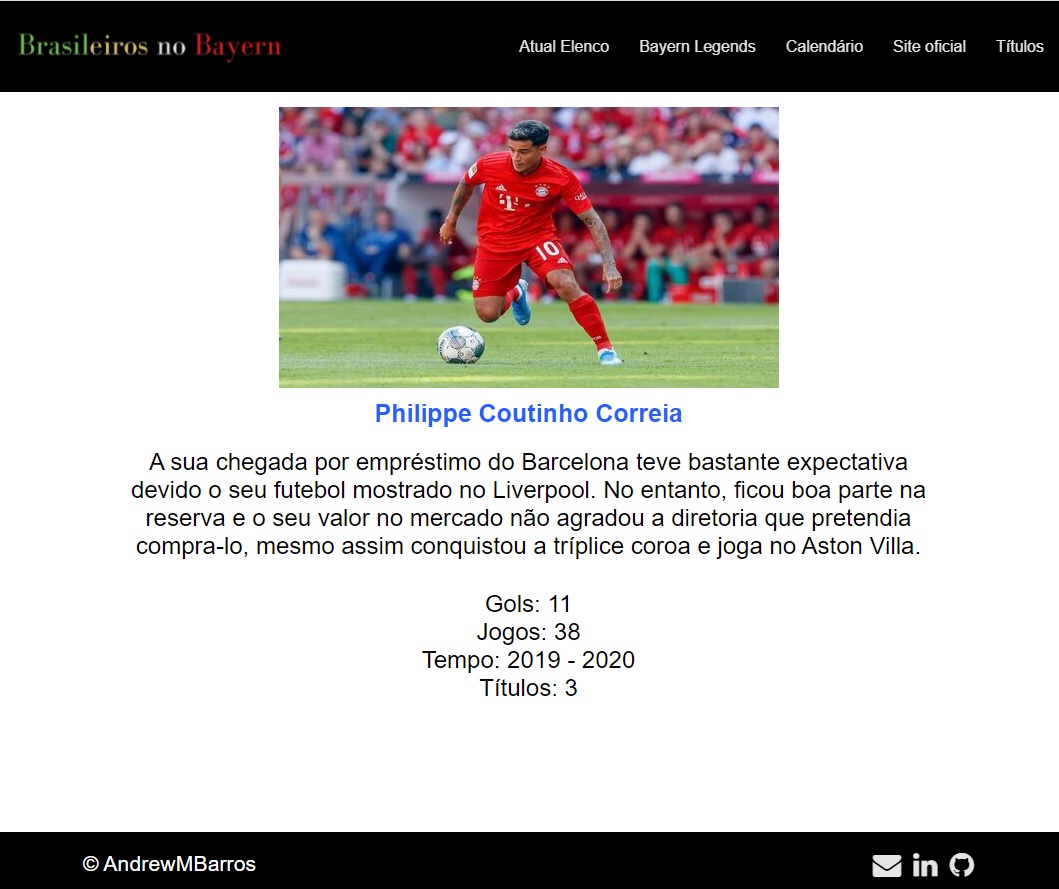 Brasileiros no Bayern
Atual Elenco Bayern Legends Calendário Site oficial Títulos
10
Philippe Coutinho Correia
A sua chegada por empréstimo do Barcelona teve bastante expectativa
devido o seu futebol mostrado no Liverpool. No entanto, ficou boa parte na
reserva e o seu valor no mercado não agradou a diretoria que pretendia
compra-lo, mesmo assim conquistou a tríplice coroa e joga no Aston Villa.
Gols: 11
Jogos: 38
Tempo: 2019 - 2020
Títulos: 3
© AndrewMBarros